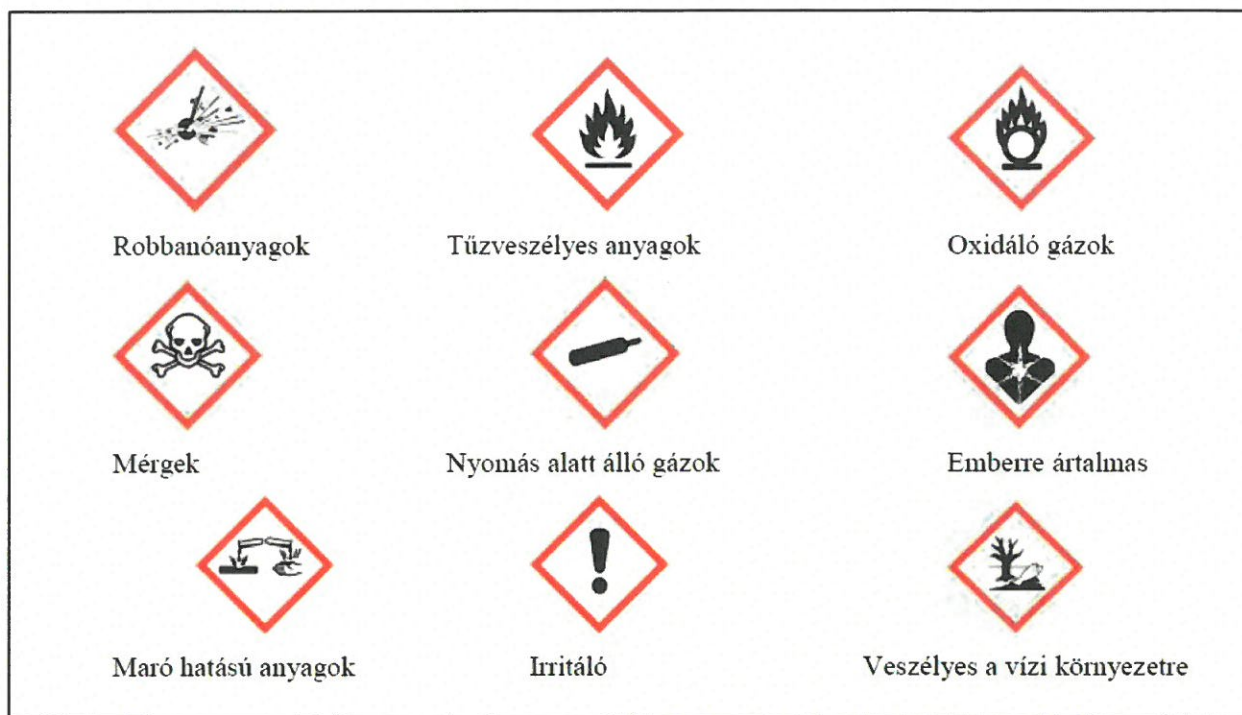 Robbanóanyagok
Tűzveszélyes anyagok
Oxidáló gázok
Mérgek
Nyomás alatt álló gázok
Emberre ártalmas
Maró hatású anyagok
Irritáló
Veszélyes a vízi környezetre